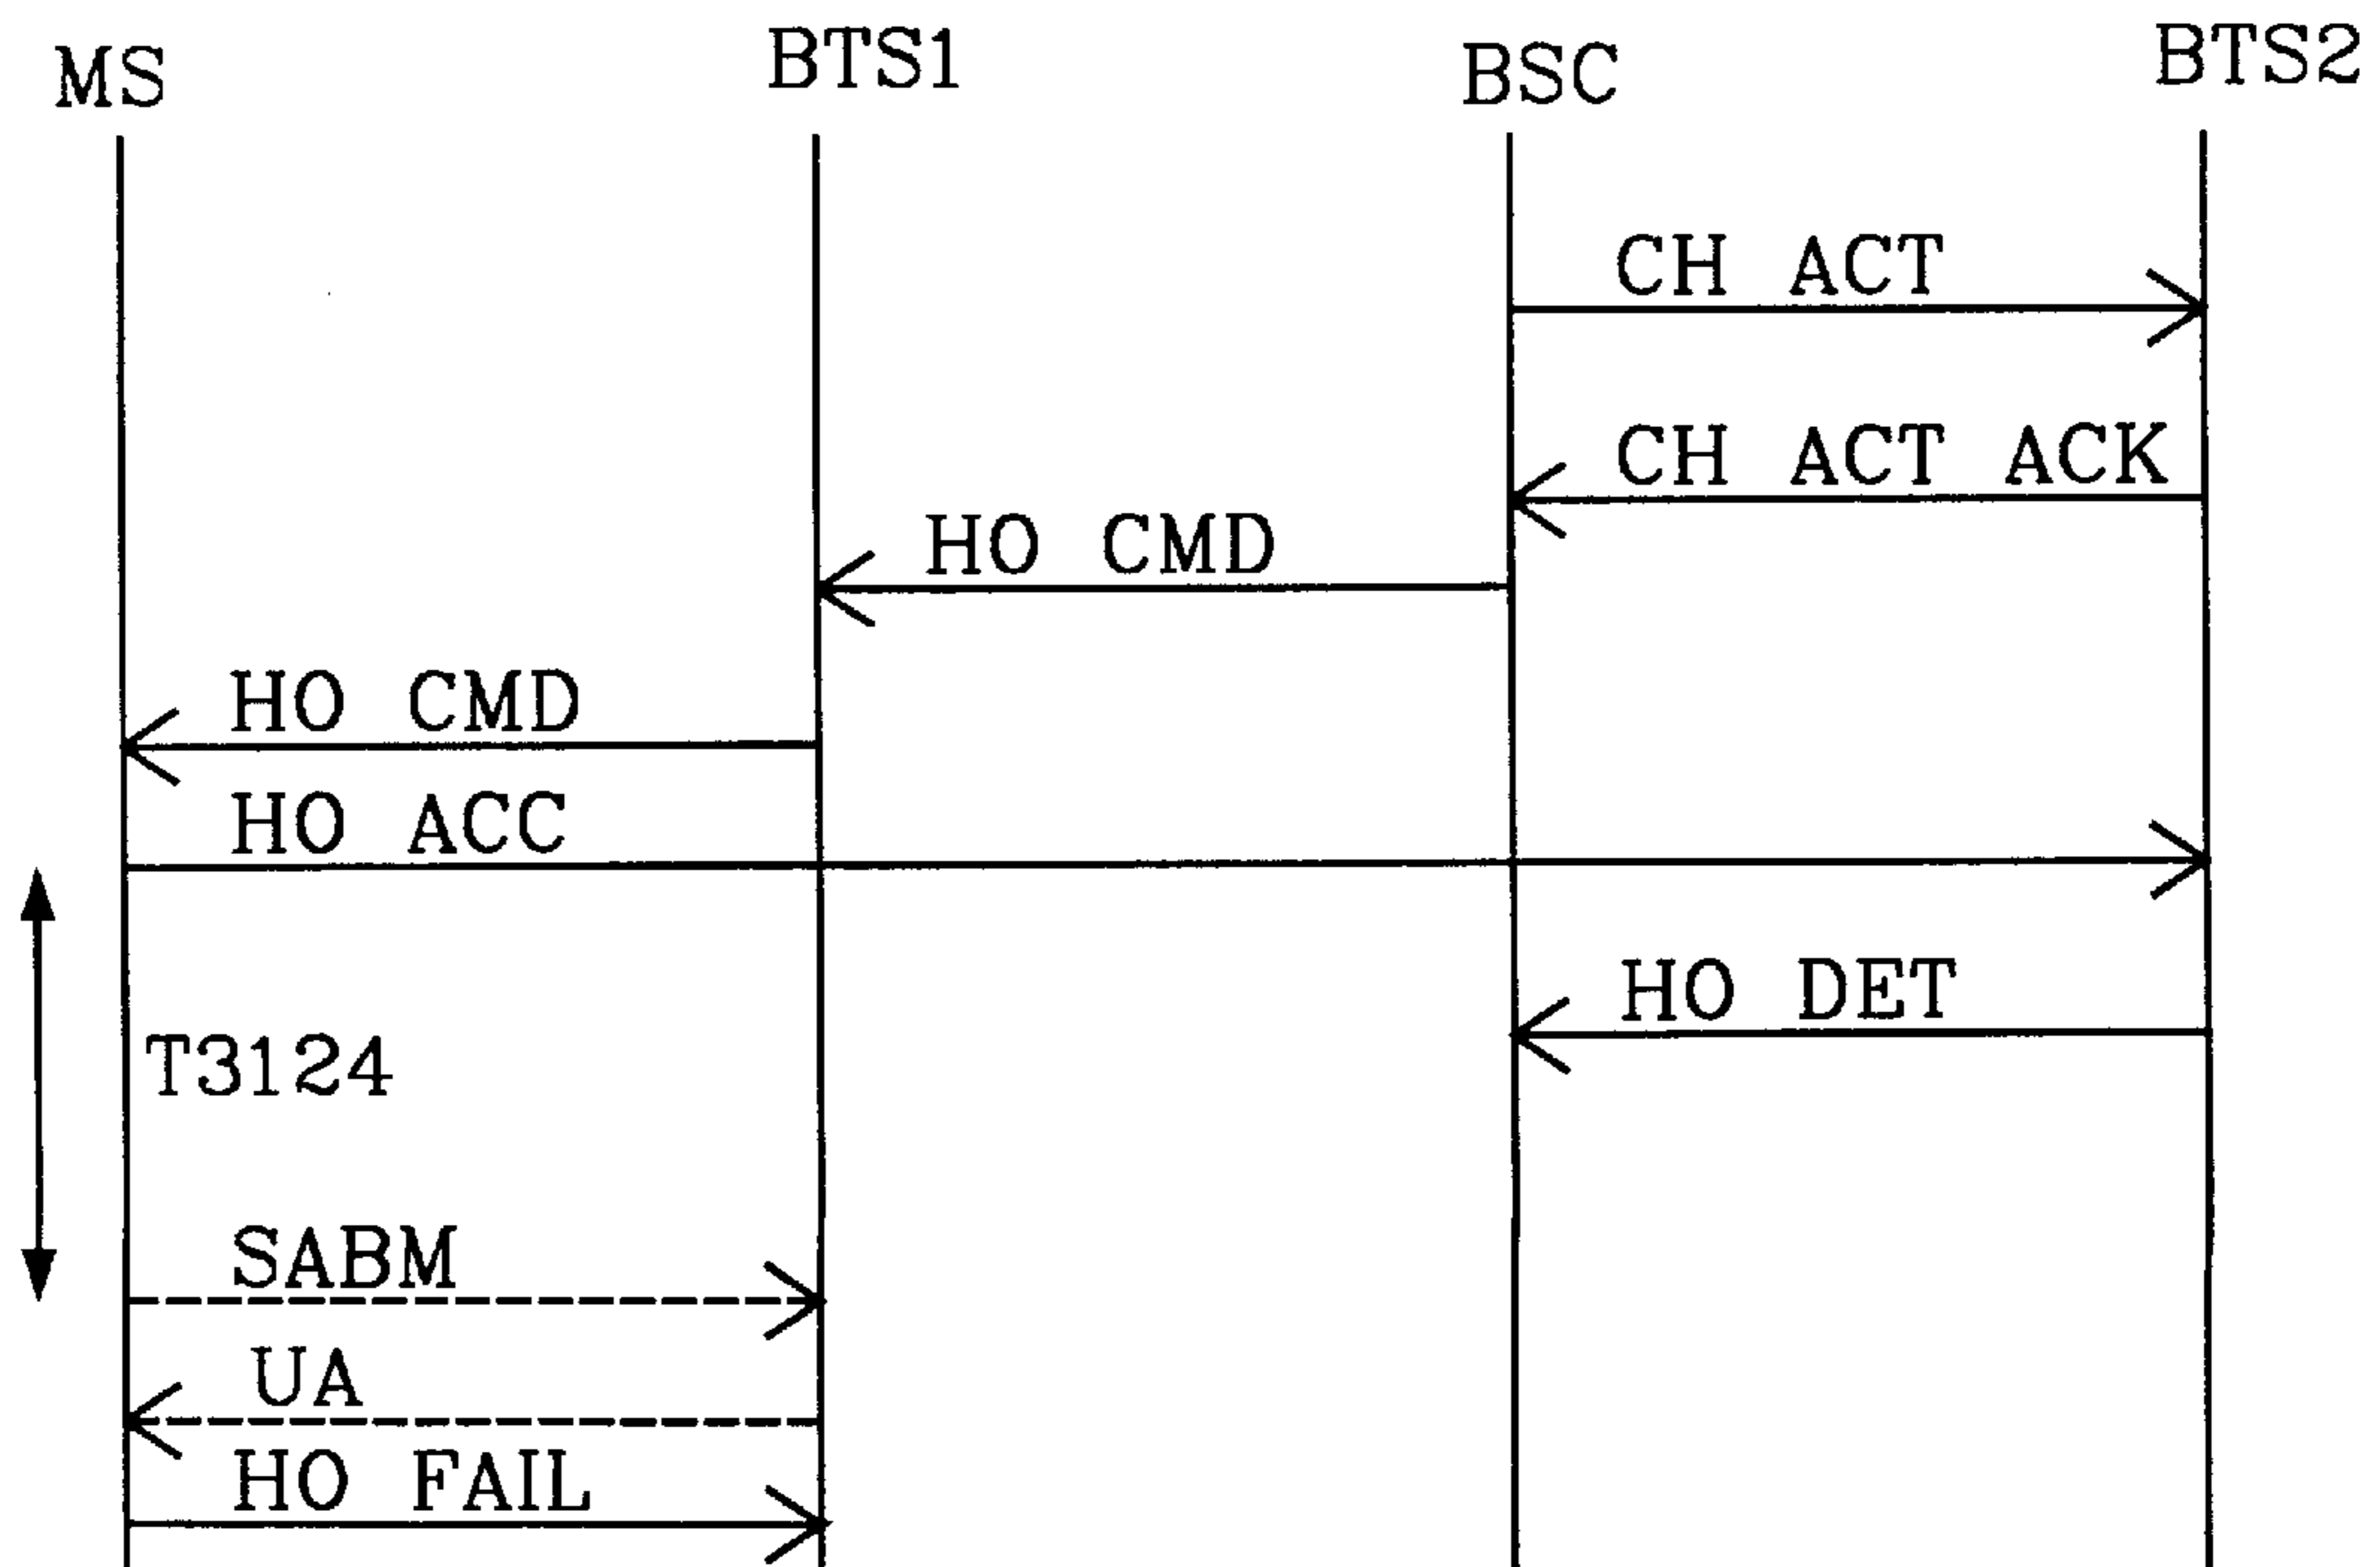 MS
BTS1
BSC
BTS2
CH ACT
CH ACT ACK
HO CMD
HO CMD
HO ACC
HO DET
T3124
SABM
UA
HO FAIL